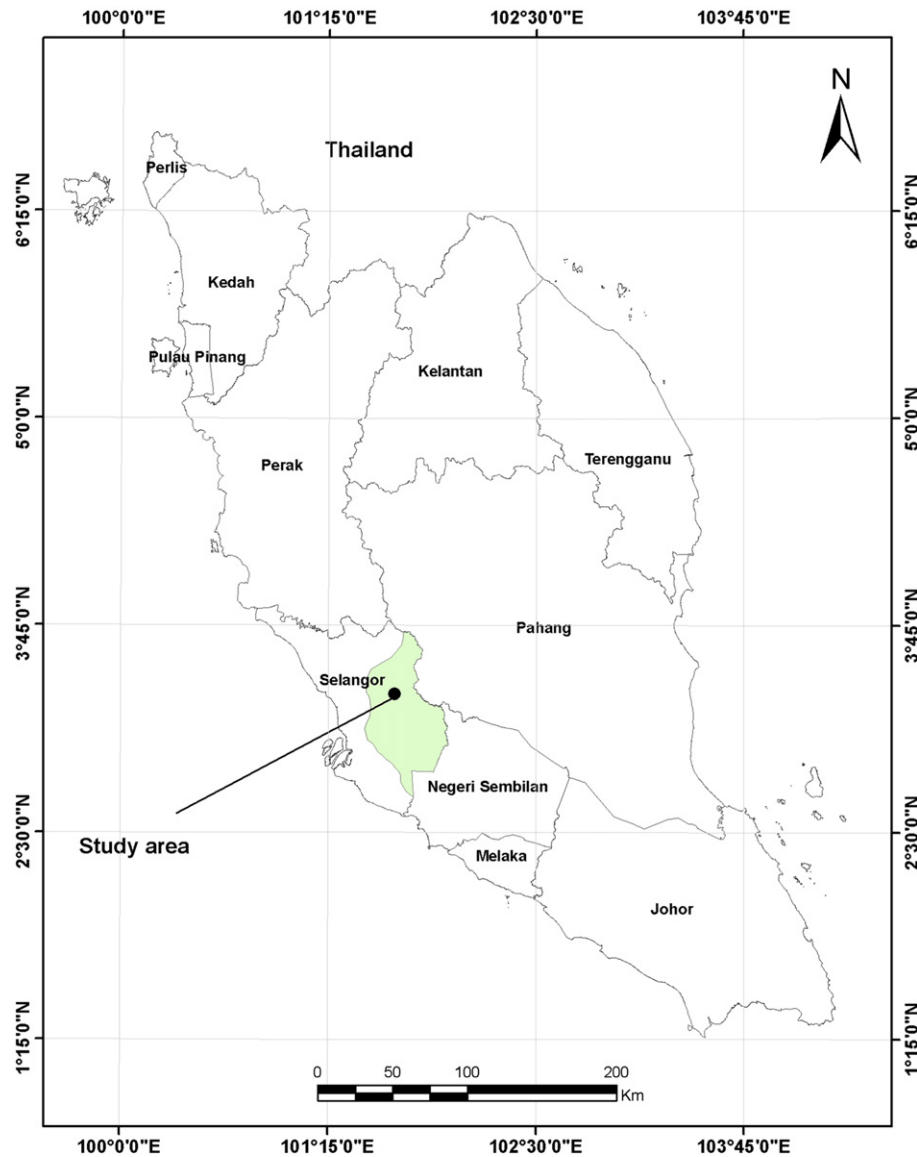 100°0'0"E
101°15'0"E
102°30'0"E
103°45'0"E
N
Thailand
Perlis
6°15'0"N
6°15'0"N
Kedah
Pulau Pinang
Kelantan
5°0'0"N
5°0'0"N
Perak
Terengganu
3°45'0"N
3°45'0"N
Pahang
Selangor
Negeri Sembilan
2°30'0"N
2°30'0"N
Study area
Melaka
Johor
1°15'0"N
1°15'0"N
0 50 100 200
Km
100°0'0"E
101°15'0"E
102°30'0"E
103°45'0"E